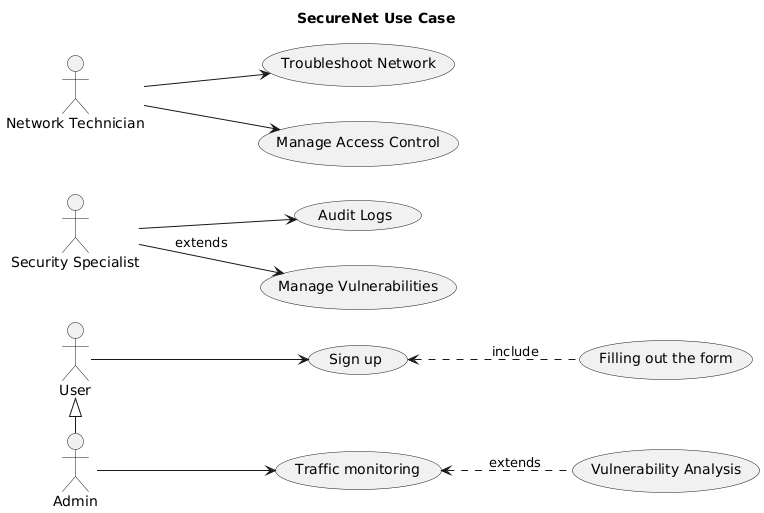 SecureNet Use Case
Troubleshoot Network
Network Technician
Manage Access Control
Audit Logs
extends
Security Specialist
Manage Vulnerabilities
User
Sign up
include
Filling out the form
Admin
Traffic monitoring
extends
Vulnerability Analysis